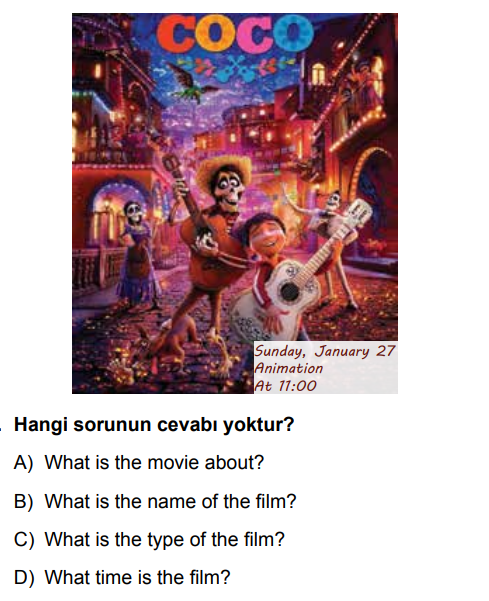 COCO
Sunday, January 27
Animation
At 11:00
. Hangi sorunun cevabı yoktur?
A) What is the movie about?
B) What is the name of the film?
C) What is the type of the film?
D) What time is the film?